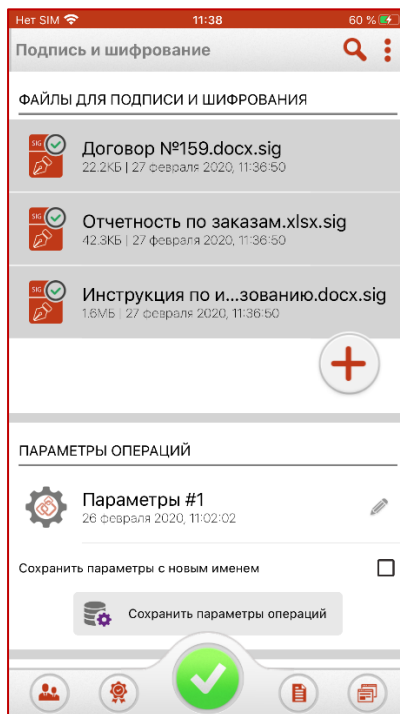 Нет SIM 11:38 60 %
Подпись и шифрование
ФАЙЛЫ ДЛЯ ПОДПИСИ И ШИФРОВАНИЯ
SIG
Договор №159.docx.sig
22.2КБ | 27 февраля 2020, 11:36:50
SIG
Отчетность по заказам.xlsx.sig
42.3КБ | 27 февраля 2020, 11:36:50
SIG
Инструкция по и...зованию.docx.sig
1.6МБ | 27 февраля 2020, 11:36:50
ПАРАМЕТРЫ ОПЕРАЦИЙ
Параметры #1
26 февраля 2020, 11:02:02
Сохранить параметры с новым именем
Сохранить параметры операций